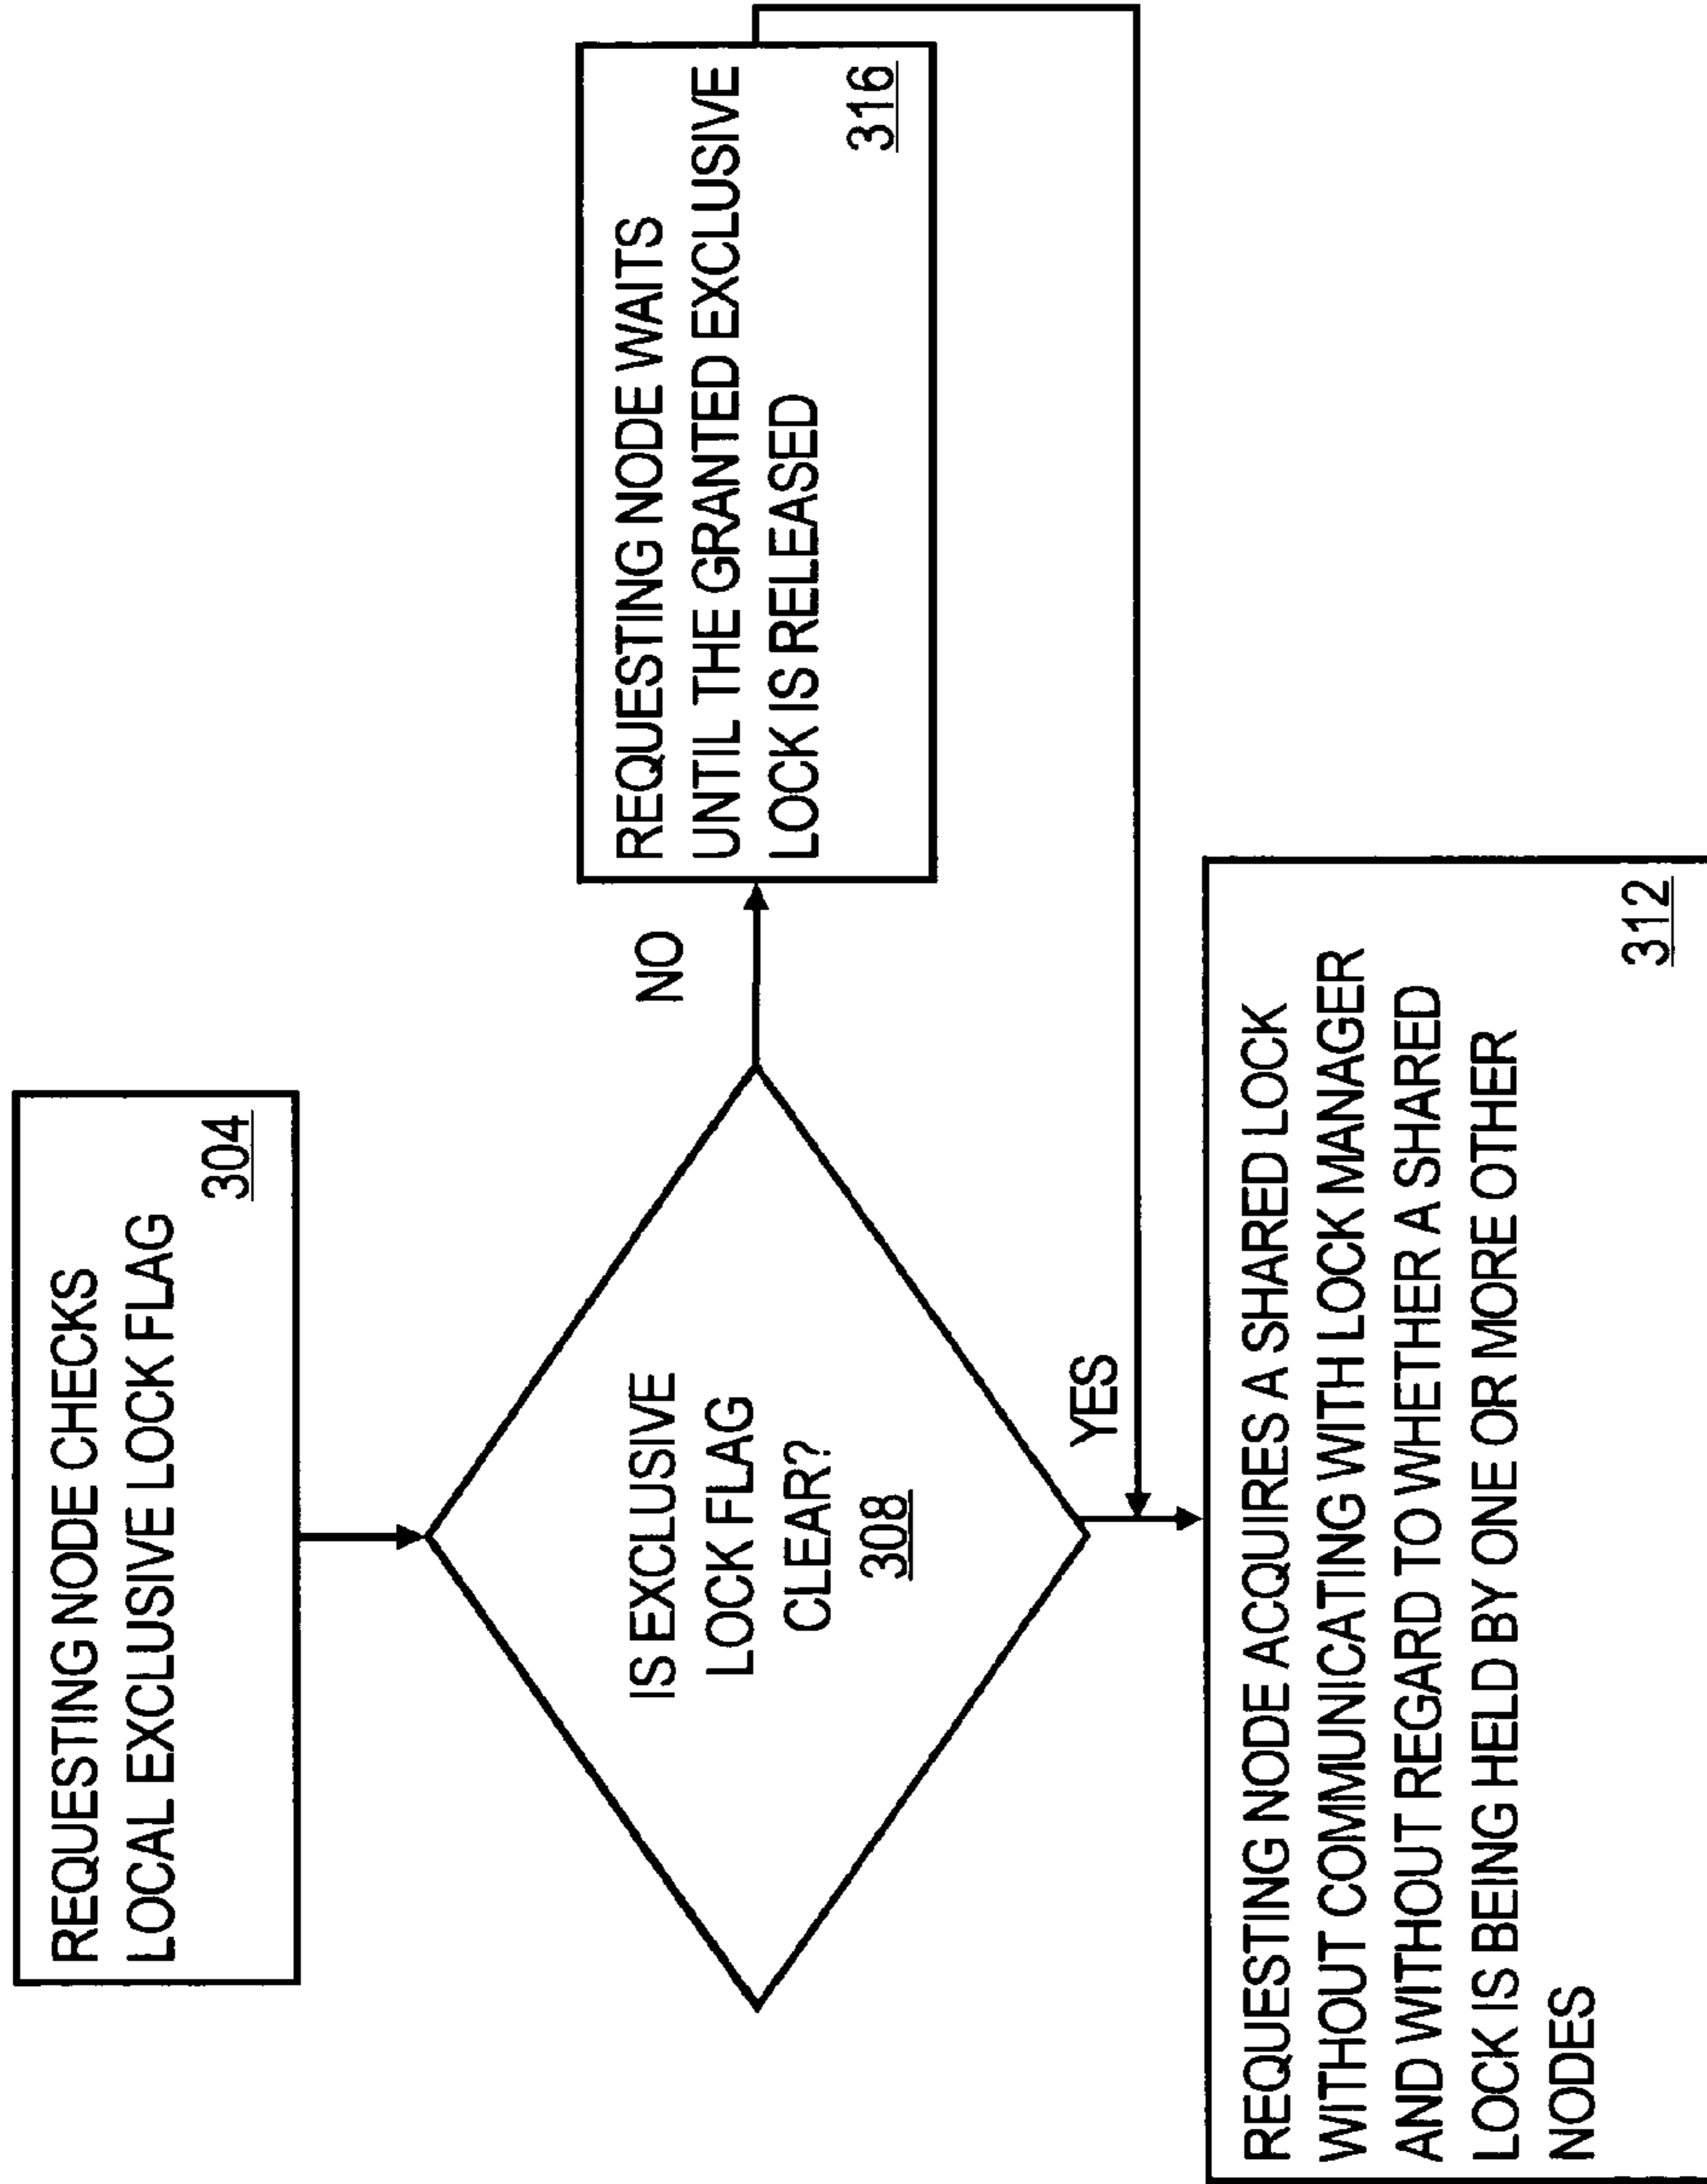 REQUESTING NODE CHECKS
LOCAL EXCLUSIVE LOCK FLAG
304
IS EXCLUSIVE
LOCK FLAG
CLEAR?
308
NO
REQUESTING NODE WAITS
UNTIL THE GRANTED EXCLUSIVE
LOCK IS RELEASED
316
YES
REQUESTING NODE ACQUIRES A SHARED LOCK
WITHOUT COMMUNICATING WITH LOCK MANAGER
AND WITHOUT REGARD TO WHETHER A SHARED
LOCK IS BEING HELD BY ONE OR MORE OTHER
NODES
312